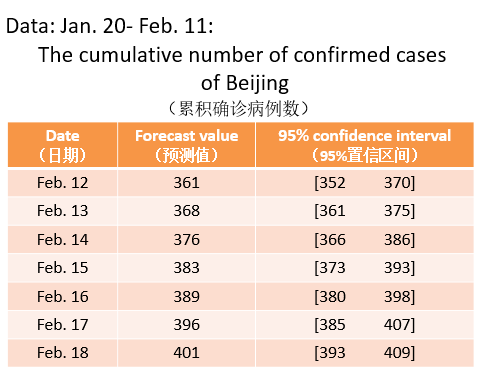 Data: Jan. 20- Feb. 11:
The cumulative number of confirmed cases
of Beijing
（累积确诊病例数）
Date Forecast value 95% confidence interval
（日期） （预测值） （95%置信区间）
Feb. 12 361 [352 370]
Feb. 13 368 [361 375]
Feb. 14 376 [366 386]
Feb. 15 383 [373 393]
Feb. 16 389 [380 398]
Feb. 17 396 [385 407]
Feb. 18 401 [393 409]